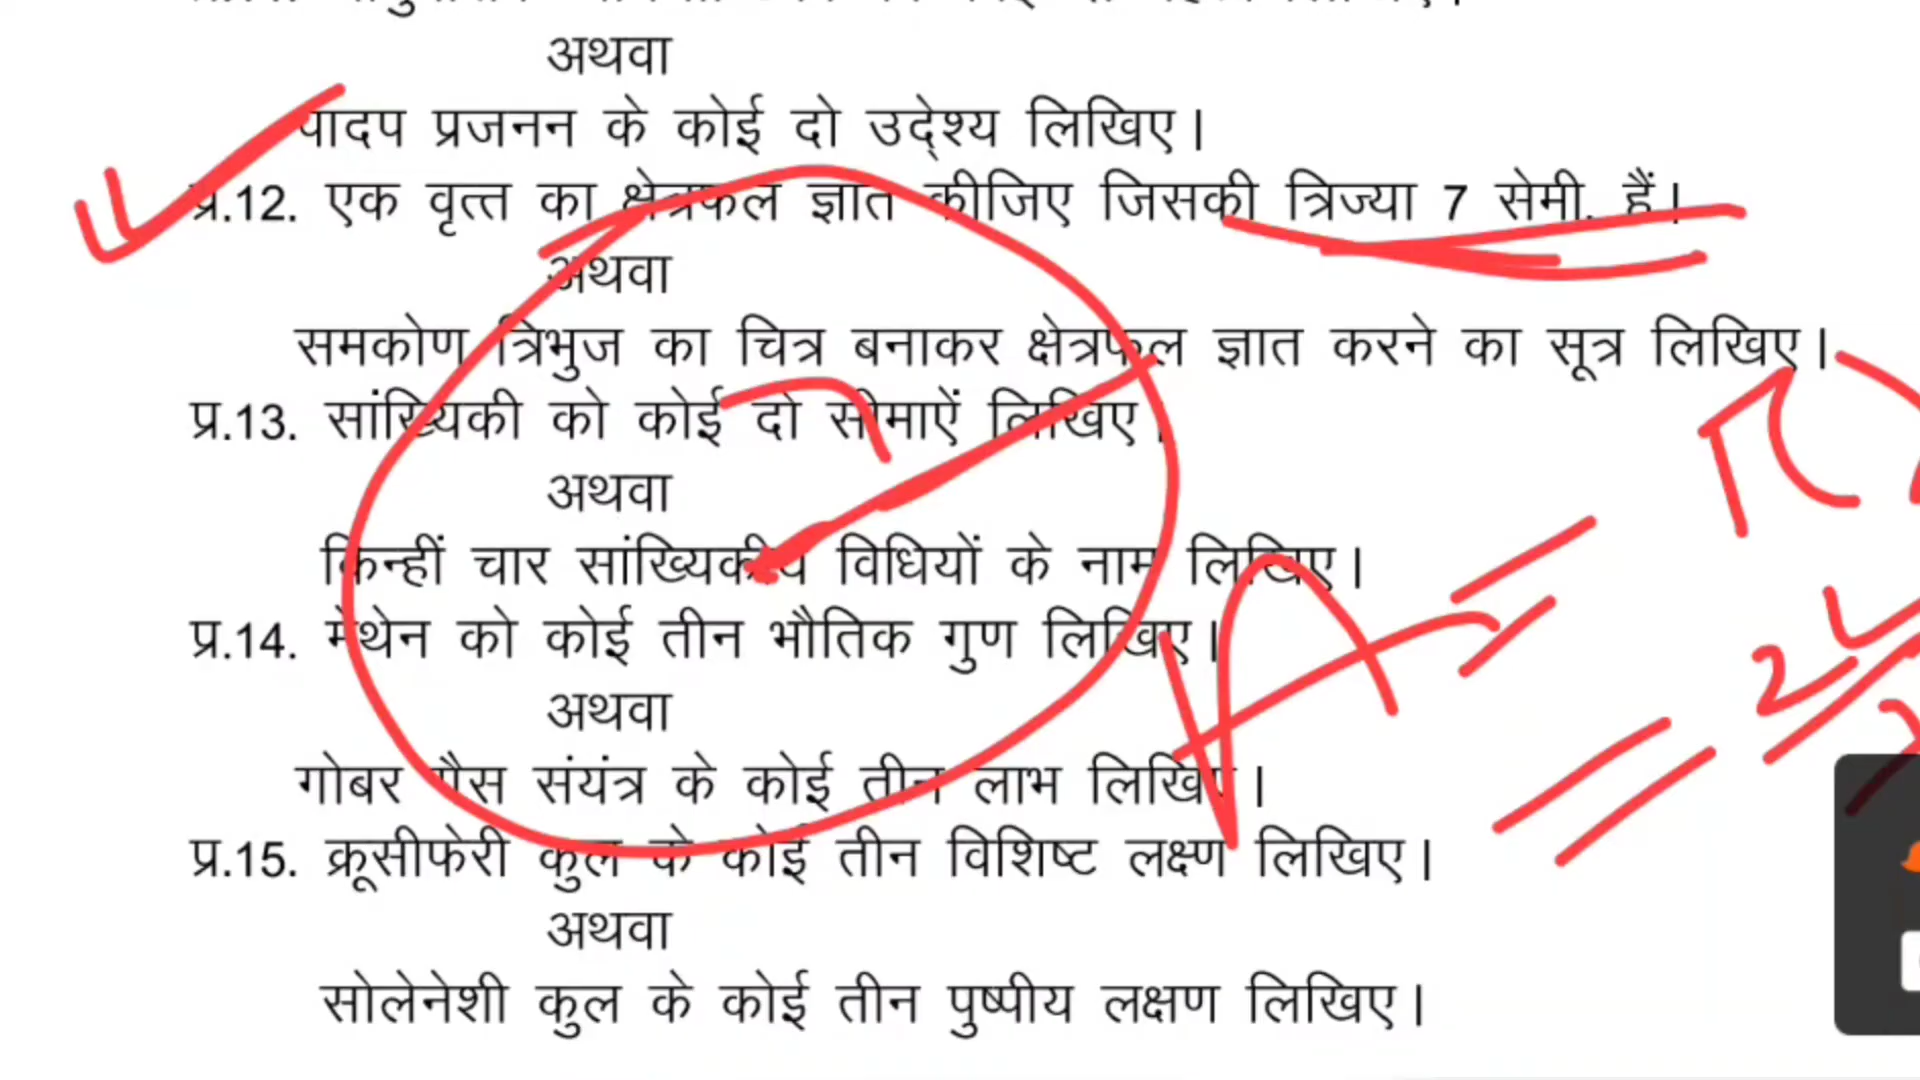 अथवा
पादप प्रजनन के कोई दो उद्देश्य लिखिए।
प्र.12. एक वृत्त का क्षेत्रफल ज्ञात कीजिए जिसकी त्रिज्या 7 सेमी. हैं।
अथवा
समकोण त्रिभुज का चित्र बनाकर क्षेत्रफल ज्ञात करने का सूत्र लिखिए।
प्र.13. सांख्यिकी को कोई दो सीमाऐं लिखिए।
अथवा
किन्हीं चार सांख्यिकीय विधियों के नाम लिखिए।
प्र.14. मेथेन को कोई तीन भौतिक गुण लिखिए।
अथवा
गोबर गैस संयंत्र के कोई तीन लाभ लिखिए।
प्र.15. क्रूसीफेरी कुल के कोई तीन विशिष्ट लक्ष्ण लिखिए।
अथवा
सोलेनेशी कुल के कोई तीन पुष्पीय लक्षण लिखिए।
7
A =
=